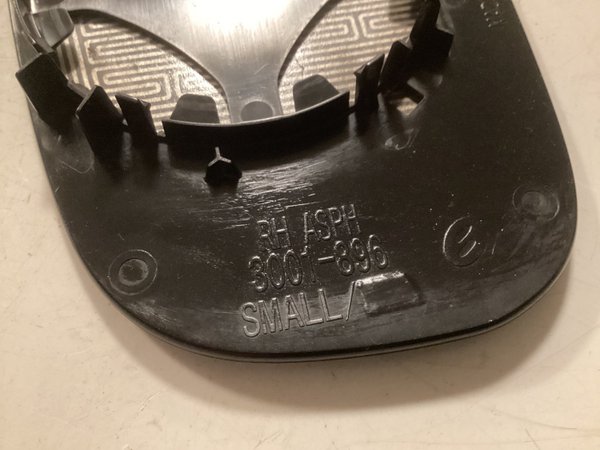 RH ASPH
3001-896
SMALL/